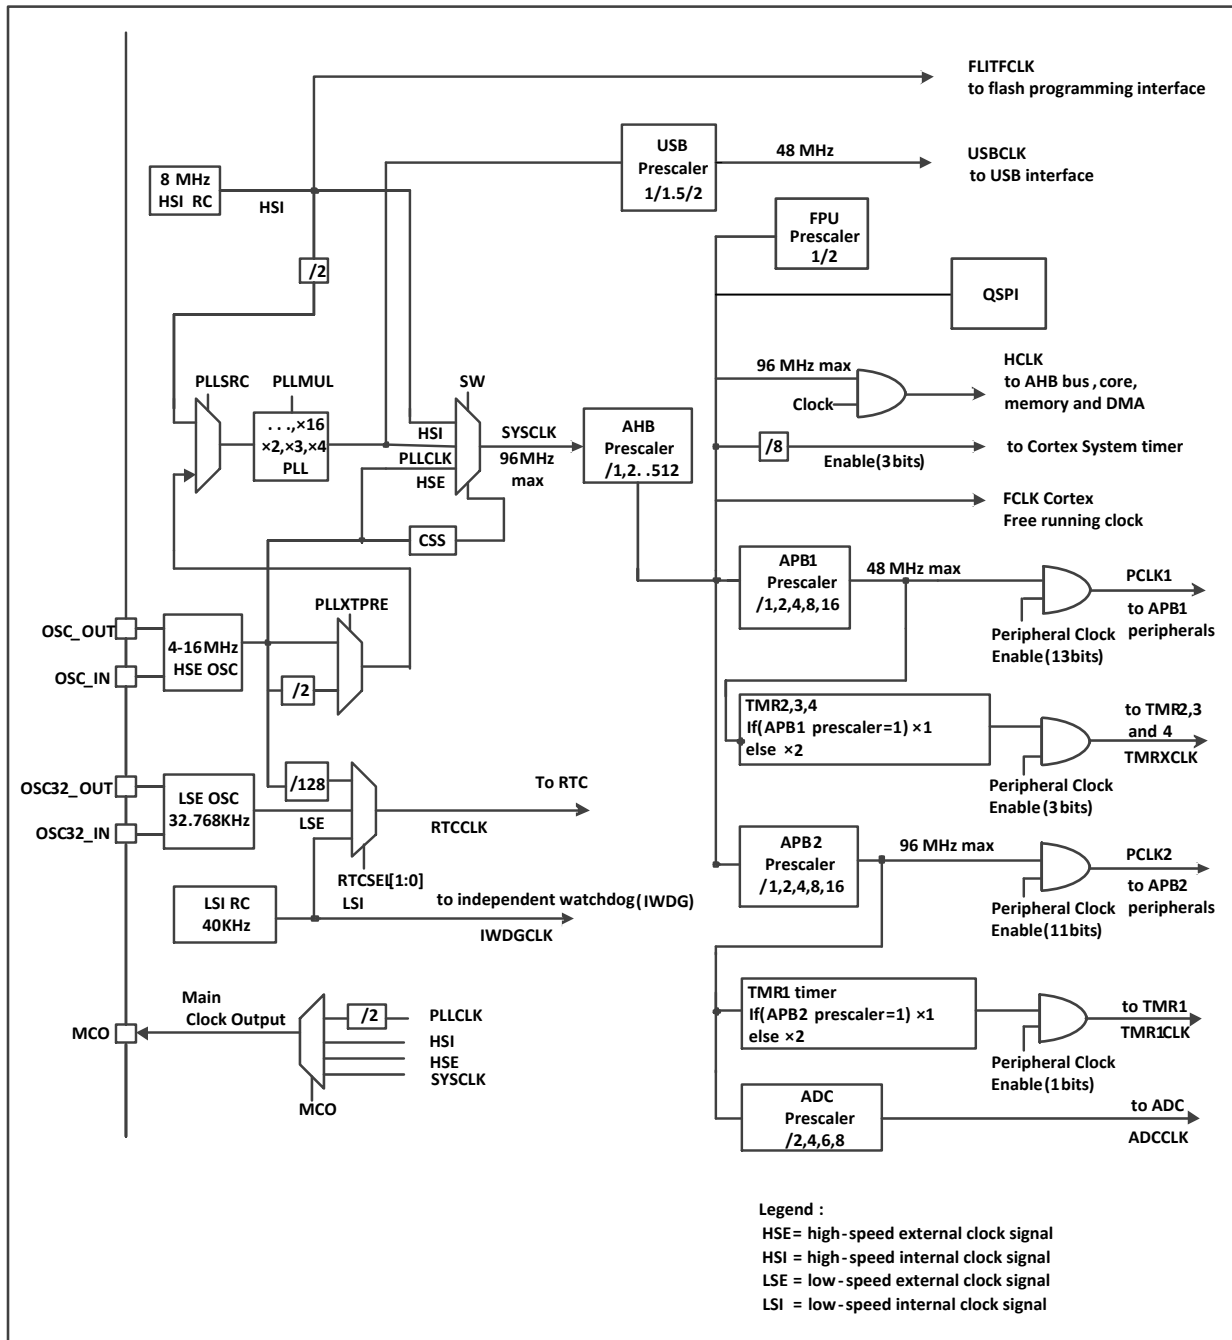 FLITFCLK
to flash programming interface
USB
Prescaler
1/1.5/2
48 MHz
USBCLK
to USB interface
8 MHz
HSI RC
HSI
FPU
Prescaler
1/2
/2
QSPI
PLLSRC
PLLMUL
. . .,×16
×2,×3,×4
PLL
SW
HSI
PLLCLK
HSE
SYSCLK
96MHz
max
AHB
Prescaler
/1,2. .512
96 MHz max
Clock
HCLK
to AHB bus , core,
memory and DMA
/8
Enable(3bits)
to Cortex System timer
FCLK Cortex
Free running clock
CSS
APB1
Prescaler
/1,2,4,8,16
48 MHz max
PCLK1
to APB1
peripherals
Peripheral Clock
Enable(13bits)
OSC_OUT
OSC_IN
4-16MHz
HSE OSC
PLLXTPRE
/2
TMR2,3,4
If(APB1 prescaler=1) ×1
else ×2
to TMR2,3
and 4
TMRXCLK
Peripheral Clock
Enable(3bits)
OSC32_OUT
OSC32_IN
LSE OSC
32.768KHz
/128
LSE
To RTC
RTCCLK
RTCSEL[1:0]
LSI RC
40KHz
LSI
to independent watchdog(IWDG)
IWDGCLK
APB2
Prescaler
/1,2,4,8,16
96 MHz max
PCLK2
to APB2
peripherals
Peripheral Clock
Enable(11bits)
MCO
Main
Clock Output
/2
PLLCLK
HSI
HSE
SYSCLK
MCO
TMR1 timer
If(APB2 prescaler=1) ×1
else ×2
to TMR1
TMR1CLK
Peripheral Clock
Enable(1bits)
ADC
Prescaler
/2,4,6,8
to ADC
ADCCLK
Legend :
HSE= high-speed external clock signal
HSI = high-speed internal clock signal
LSE = low-speed external clock signal
LSI = low-speed internal clock signal